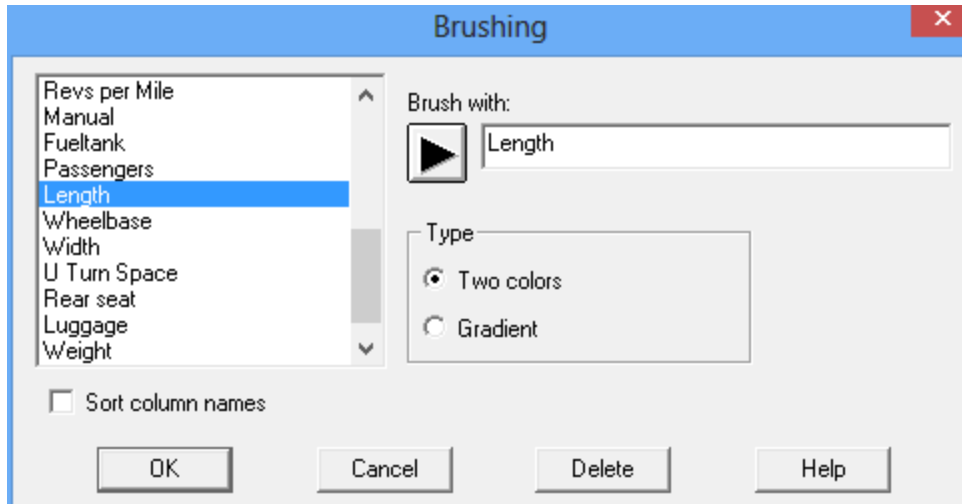 Brushing
Revs per Mile
Manual
Fueltank
Passengers
Length
Wheelbase
Width
U Turn Space
Rear seat
Luggage
Weight
Sort column names
Brush with:
Length
Type
Two colors
Gradient
OK
Cancel
Delete
Help